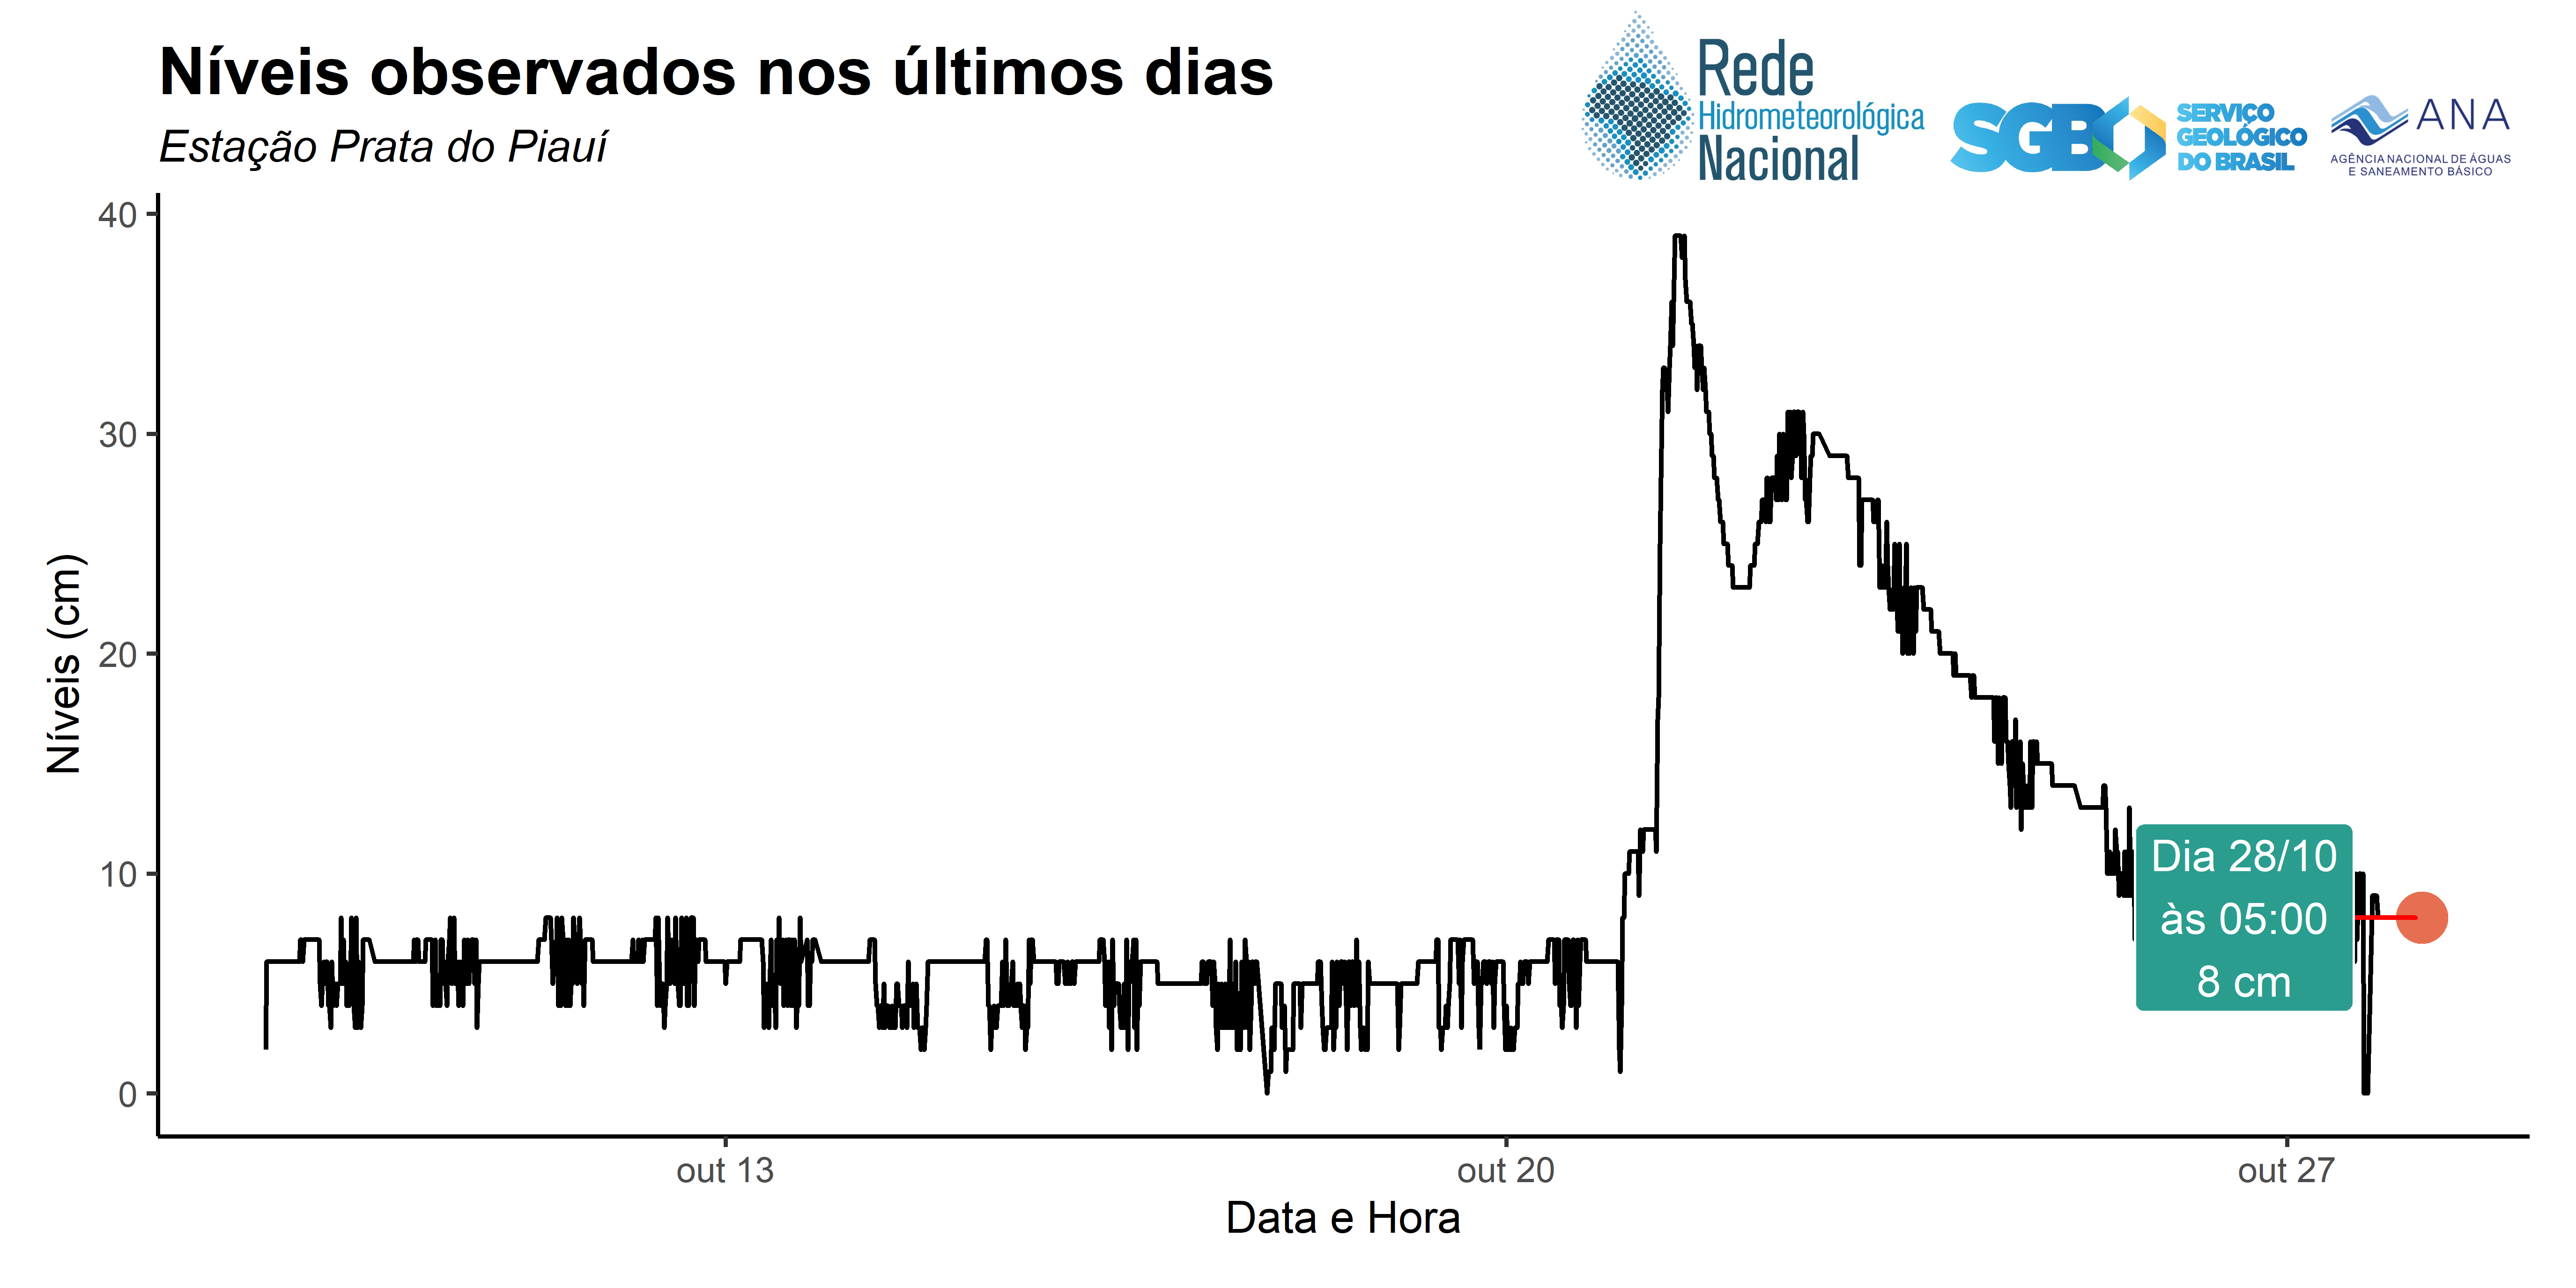 Níveis observados nos últimos dias
Estação Prata do Piauí
Rede
Hidrometeorológica
Nacional
SGB
SERVIÇO
GEOLÓGICO
DO BRASIL
ANA
AGÊNCIA NACIONAL DE ÁGUAS
E SANEAMENTO BÁSICO
Níveis (cm)
40
30
20
10
0
Dia 28/10
às 05:00
8 cm
out 13
out 20
out 27
Data e Hora